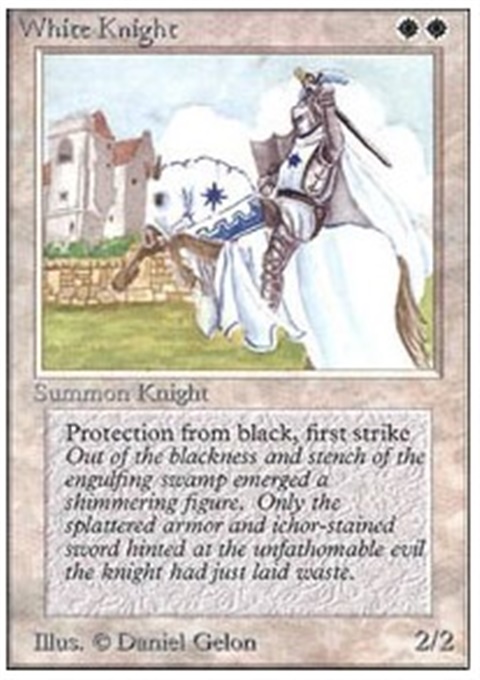 White Knight
Summon Knight
Protection from black, first strike
Out of the blackness and stench of the
engulfing swamp emerged a
shimmering figure. Only the
splattered armor and ichor-stained
sword hinted at the unfathomable evil
the knight had just laid waste.
Illus. © Daniel Gelon
2/2